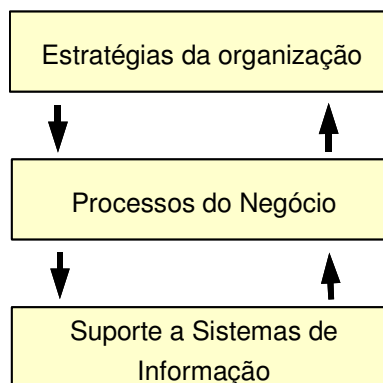 Estratégias da organização
Processos do Negócio
Suporte a Sistemas de
Informação